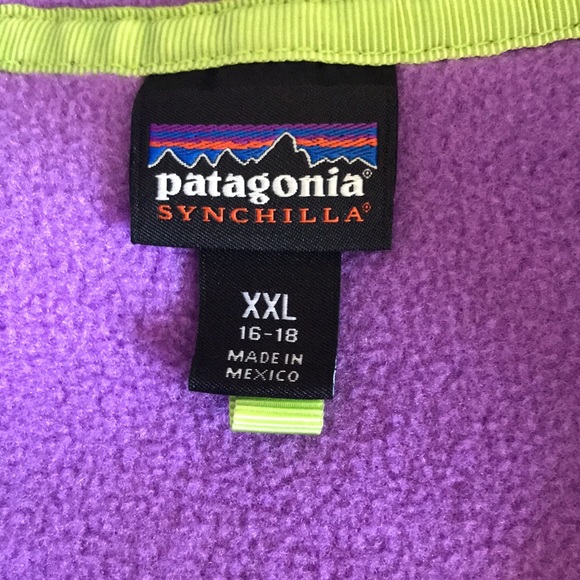 patagonia®
SYNCHILLA®
XXL
16-18
MADE IN
MEXICO